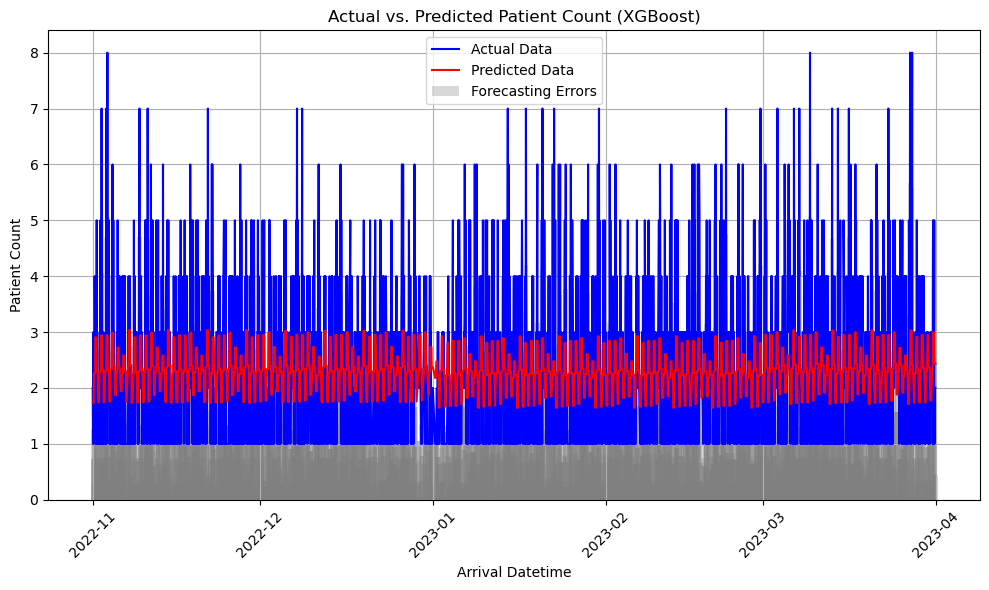 Actual vs. Predicted Patient Count (XGBoost)
Actual Data
Predicted Data
Forecasting Errors
Patient Count
8
7
6
5
4
3
2
1
0
2022-11
2022-12
2023-01
2023-02
2023-03
2023-04
Arrival Datetime